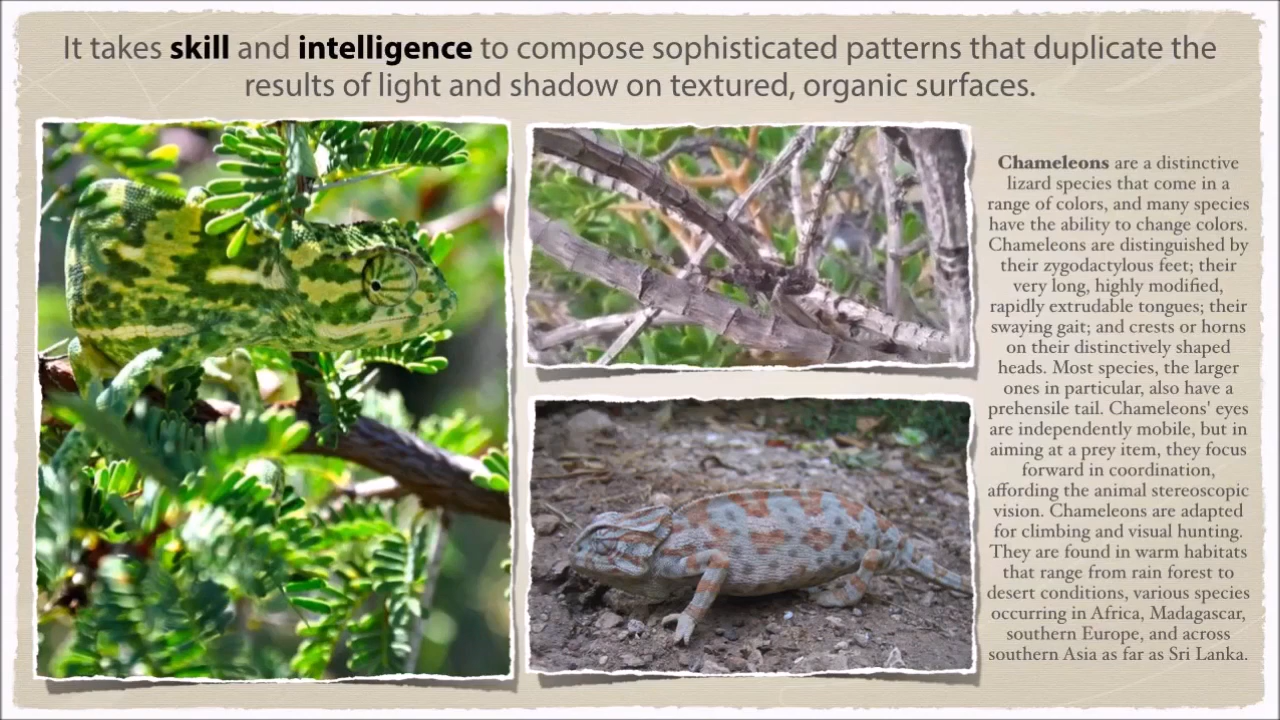 It takes skill and intelligence to compose sophisticated patterns that duplicate the
results of light and shadow on textured, organic surfaces.
Chameleons are a distinctive
lizard species that come in a
range of colors, and many species
have the ability to change colors.
Chameleons are distinguished by
their zygodactylous feet; their
very long, highly modified,
rapidly extrudable tongues; their
swaying gait; and crests or horns
on their distinctively shaped
heads. Most species, the larger
ones in particular, also have a
prehensile tail. Chameleons' eyes
are independently mobile, but in
aiming at a prey item, they focus
forward in coordination,
affording the animal stereoscopic
vision. Chameleons are adapted
for climbing and visual hunting.
They are found in warm habitats
that range from rain forest to
desert conditions, various species
occurring in Africa, Madagascar,
southern Europe, and across
southern Asia as far as Sri Lanka.